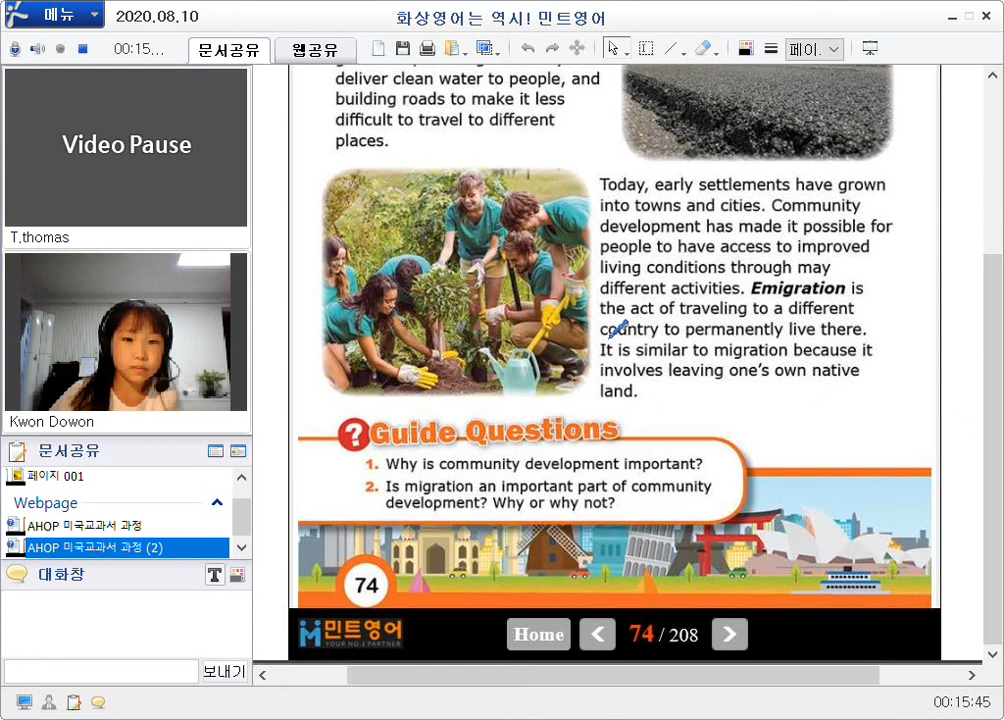 메뉴
2020.08.10
화상영어는 역시! 민트영어
00:15...
문서공유
웹공유
페이.
Video Pause
T.thomas
Kwon Dowon
문서공유
페이지 001
Webpage
AHOP 미국교과서 과정
AHOP 미국교과서 과정 (2)
대화창
보내기
deliver clean water to people, and
building roads to make it less
difficult to travel to different
places.
Today, early settlements have grown
into towns and cities. Community
development has made it possible for
people to have access to improved
living conditions through may
different activities. Emigration is
the act of traveling to a different
country to permanently live there.
It is similar to migration because it
involves leaving one's own native
land.
? Guide Questions
1. Why is community development important?
2. Is migration an important part of community
development? Why or why not?
74
민트영어
YOUR NO.1 PARTNER
Home < 74 / 208 >
00:15:45